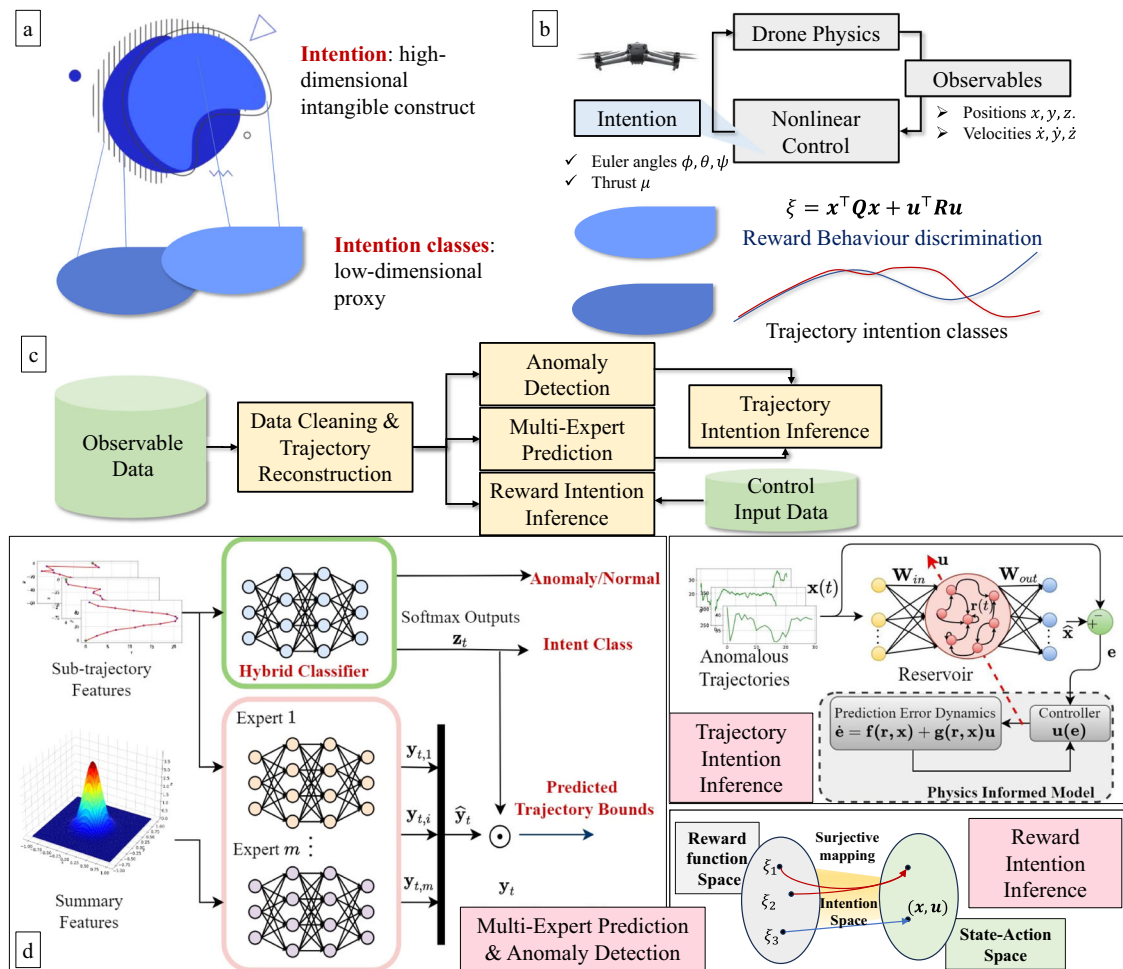 a
Intention: high-
dimensional
intangible construct
Intention classes:
low-dimensional
proxy
b
Drone Physics
Observables
Intention
Nonlinear
Control
➢ Positions x, y, z.
➢ Velocities ẋ, ẏ, ż
✓ Euler angles ϕ, θ, ψ
✓ Thrust μ
ξ = x⊤Qx + u⊤Ru
Reward Behaviour discrimination
Trajectory intention classes
c
Observable
Data
Data Cleaning &
Trajectory
Reconstruction
Anomaly
Detection
Multi-Expert
Prediction
Reward Intention
Inference
Trajectory
Intention Inference
Control
Input Data
Sub-trajectory
Features
Hybrid Classifier
Anomaly/Normal
Softmax Outputs
z_t
Intent Class
Summary
Features
Expert 1
Expert m
y_{t,1}
y_{t,i}
y_{t,m}
ŷ_t
Predicted
Trajectory Bounds
y_t
Multi-Expert Prediction
& Anomaly Detection
d
Anomalous
Trajectories
x(t)
W_in
u
r(t)
W_out
Reservoir
x̂
+
−
e
Prediction Error Dynamics
ė = f(r, x) + g(r, x)u
Controller
u(e)
Physics Informed Model
Trajectory
Intention
Inference
Reward
function
Space
Surjective
mapping
Intention
Space
ξ₁
ξ₂
ξ₃
(x, u)
State-Action
Space
Reward
Intention
Inference